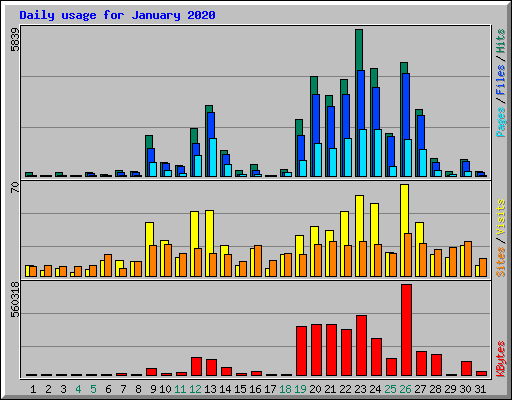 Daily usage for January 2020
5839
Pages / Files / Hits
70
Sites / Visits
560318
KBytes
1 2 3 4 5 6 7 8 9 10 11 12 13 14 15 16 17 18 19 20 21 22 23 24 25 26 27 28 29 30 31